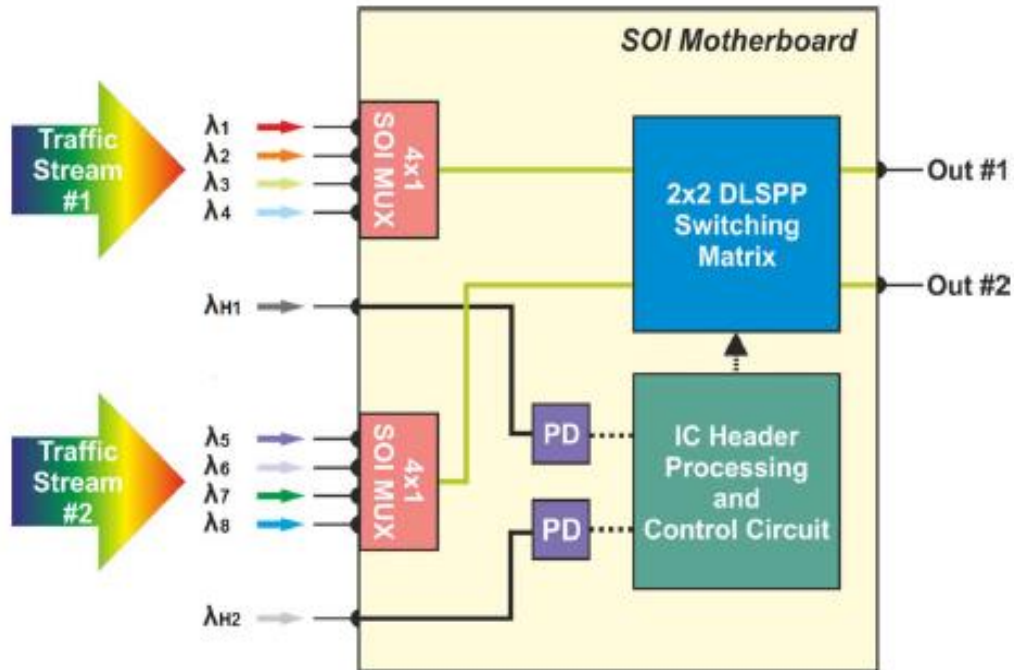 SOI Motherboard
Traffic
Stream
#1
λ1
λ2
λ3
λ4
4x1
SOI MUX
2x2 DLSPP
Switching
Matrix
Out #1
Out #2
λH1
Traffic
Stream
#2
λ5
λ6
λ7
λ8
4x1
SOI MUX
PD
PD
IC Header
Processing
and
Control Circuit
λH2